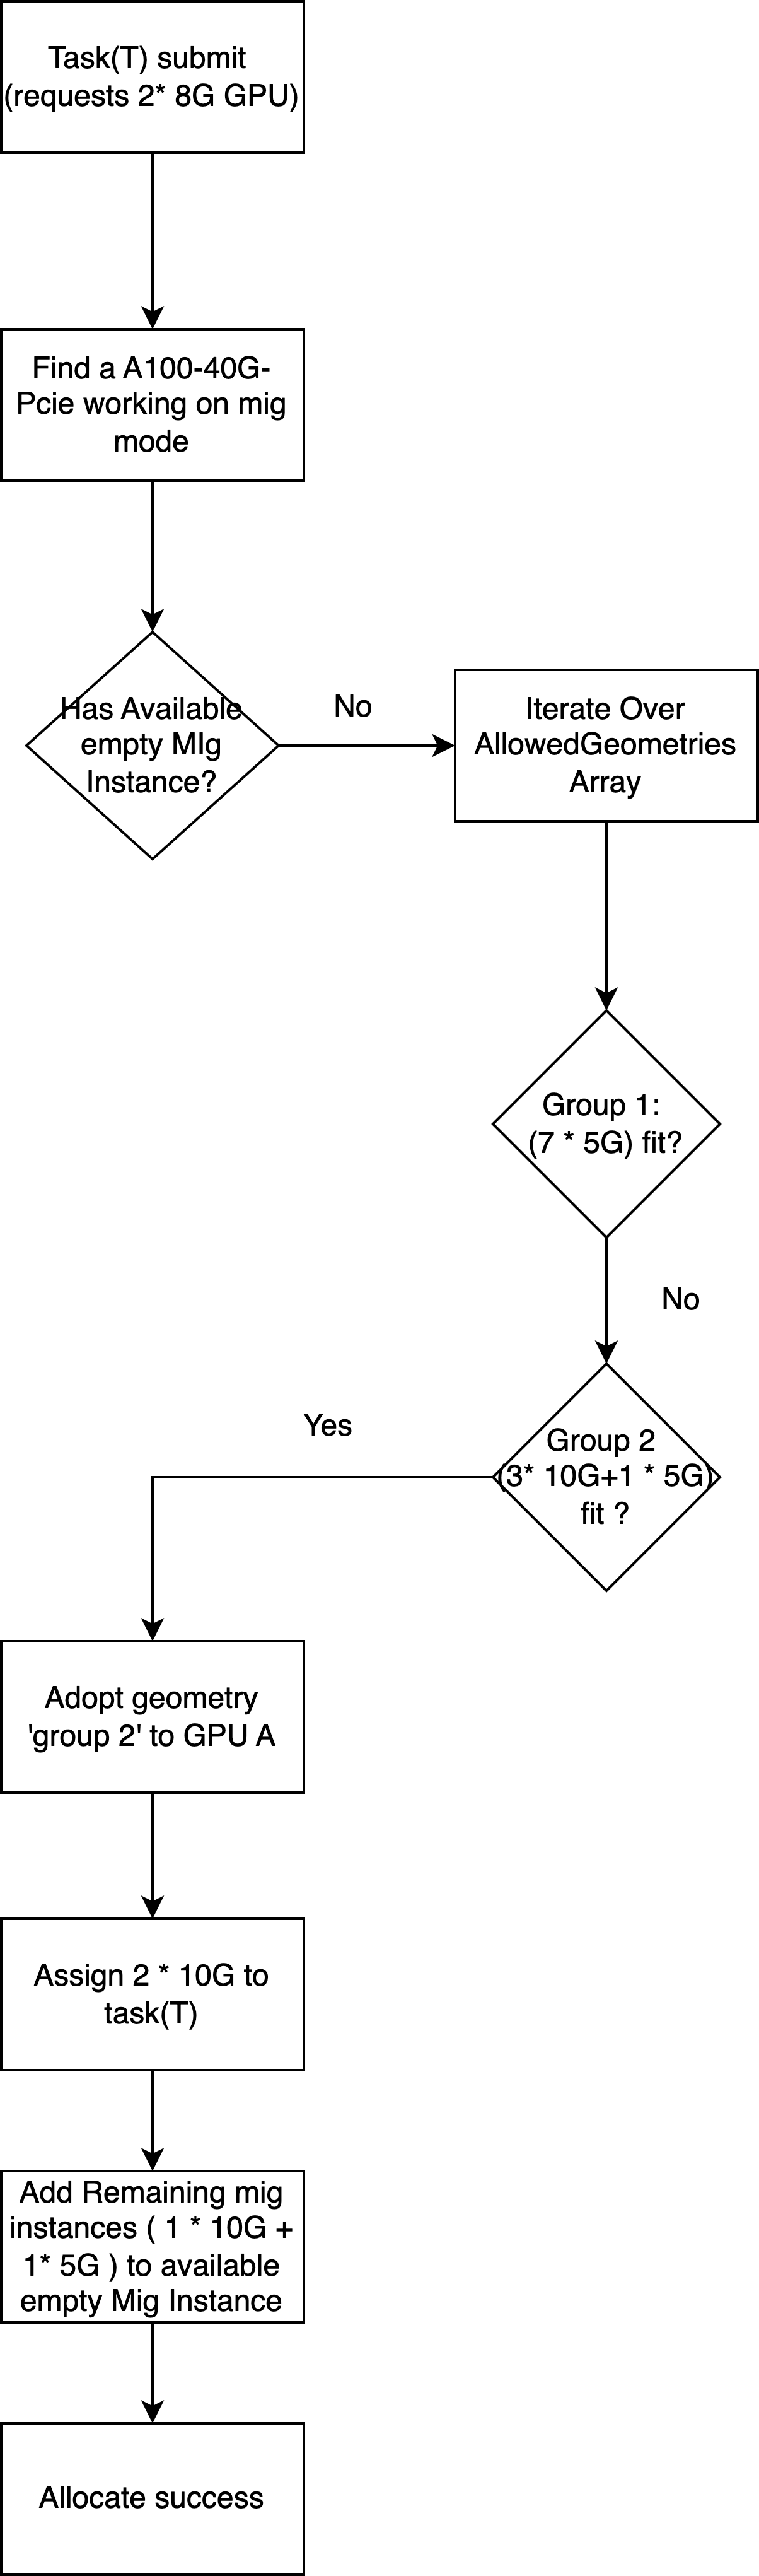 Task(T) submit
(requests 2* 8G GPU)
Find a A100-40G-
Pcie working on mig
mode
Has Available
empty MIg
Instance?
No
Iterate Over
AllowedGeometries
Array
Group 1:
(7 * 5G) fit?
No
Group 2
(3* 10G+1 * 5G)
fit ?
Yes
Adopt geometry
'group 2' to GPU A
Assign 2 * 10G to
task(T)
Add Remaining mig
instances ( 1 * 10G +
1* 5G ) to available
empty Mig Instance
Allocate success